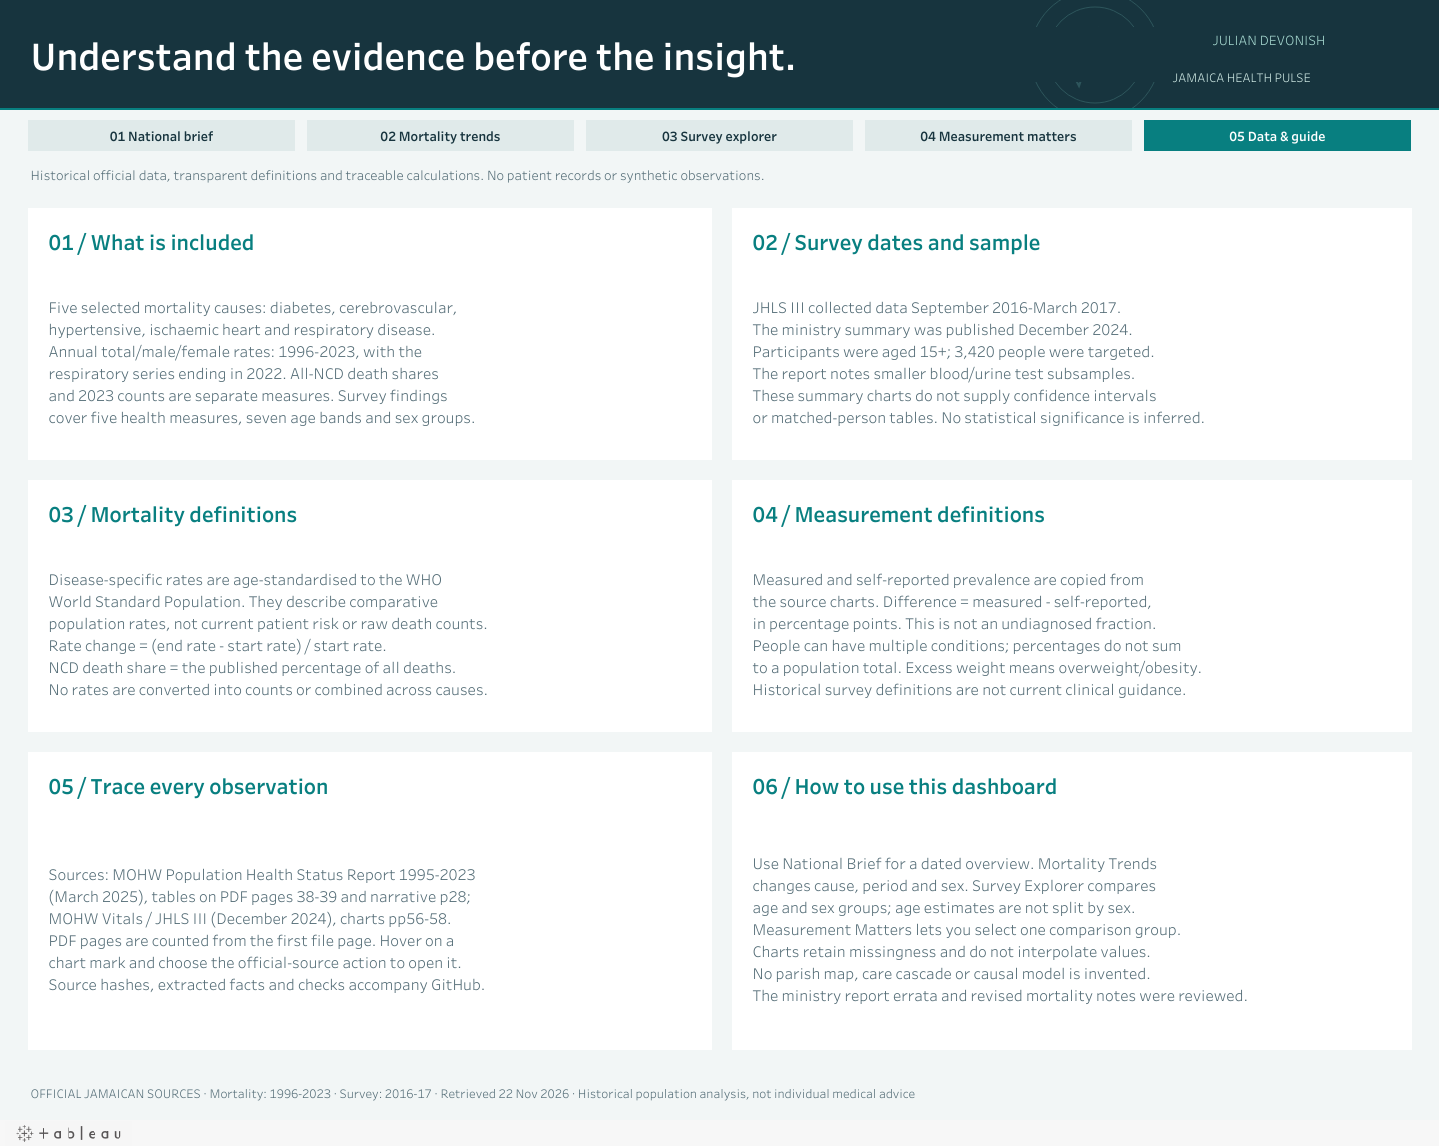 Understand the evidence before the insight.
JULIAN DEVONISH
JAMAICA HEALTH PULSE
01 National brief
02 Mortality trends
03 Survey explorer
04 Measurement matters
05 Data & guide
Historical official data, transparent definitions and traceable calculations. No patient records or synthetic observations.
01 / What is included
Five selected mortality causes: diabetes, cerebrovascular,
hypertensive, ischaemic heart and respiratory disease.
Annual total/male/female rates: 1996-2023, with the
respiratory series ending in 2022. All-NCD death shares
and 2023 counts are separate measures. Survey findings
cover five health measures, seven age bands and sex groups.
02 / Survey dates and sample
JHLS III collected data September 2016-March 2017.
The ministry summary was published December 2024.
Participants were aged 15+; 3,420 people were targeted.
The report notes smaller blood/urine test subsamples.
These summary charts do not supply confidence intervals
or matched-person tables. No statistical significance is inferred.
03 / Mortality definitions
Disease-specific rates are age-standardised to the WHO
World Standard Population. They describe comparative
population rates, not current patient risk or raw death counts.
Rate change = (end rate - start rate) / start rate.
NCD death share = the published percentage of all deaths.
No rates are converted into counts or combined across causes.
04 / Measurement definitions
Measured and self-reported prevalence are copied from
the source charts. Difference = measured - self-reported,
in percentage points. This is not an undiagnosed fraction.
People can have multiple conditions; percentages do not sum
to a population total. Excess weight means overweight/obesity.
Historical survey definitions are not current clinical guidance.
05 / Trace every observation
Sources: MOHW Population Health Status Report 1995-2023
(March 2025), tables on PDF pages 38-39 and narrative p28;
MOHW Vitals / JHLS III (December 2024), charts pp56-58.
PDF pages are counted from the first file page. Hover on a
chart mark and choose the official-source action to open it.
Source hashes, extracted facts and checks accompany GitHub.
06 / How to use this dashboard
Use National Brief for a dated overview. Mortality Trends
changes cause, period and sex. Survey Explorer compares
age and sex groups; age estimates are not split by sex.
Measurement Matters lets you select one comparison group.
Charts retain missingness and do not interpolate values.
No parish map, care cascade or causal model is invented.
The ministry report errata and revised mortality notes were reviewed.
OFFICIAL JAMAICAN SOURCES · Mortality: 1996-2023 · Survey: 2016-17 · Retrieved 22 Nov 2026 · Historical population analysis, not individual medical advice
+ableau